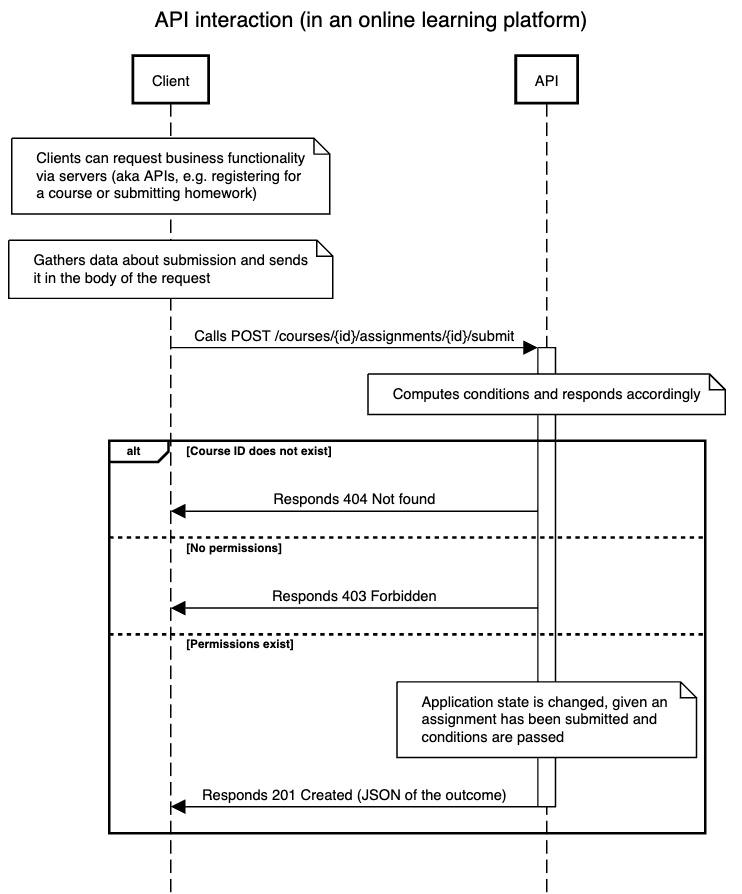 API interaction (in an online learning platform)
Client
API
Clients can request business functionality
via servers (aka APIs, e.g. registering for
a course or submitting homework)
Gathers data about submission and sends
it in the body of the request
Calls POST /courses/{id}/assignments/{id}/submit
Computes conditions and responds accordingly
alt
[Course ID does not exist]
Responds 404 Not found
[No permissions]
Responds 403 Forbidden
[Permissions exist]
Application state is changed, given an
assignment has been submitted and
conditions are passed
Responds 201 Created (JSON of the outcome)